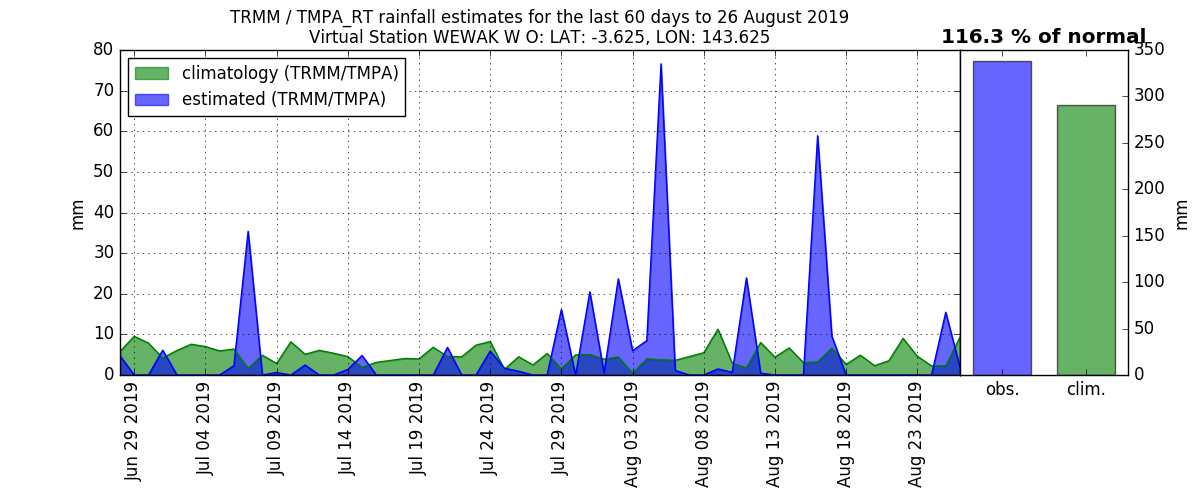 TRMM / TMPA_RT rainfall estimates for the last 60 days to 26 August 2019
Virtual Station WEWAK W O: LAT: -3.625, LON: 143.625
116.3 % of normal
climatology (TRMM/TMPA)
estimated (TRMM/TMPA)
80
70
60
50
40
30
20
10
0
mm
Jun 29 2019
Jul 04 2019
Jul 09 2019
Jul 14 2019
Jul 19 2019
Jul 24 2019
Jul 29 2019
Aug 03 2019
Aug 08 2019
Aug 13 2019
Aug 18 2019
Aug 23 2019
obs.
clim.
350
300
250
200
150
100
50
0
mm